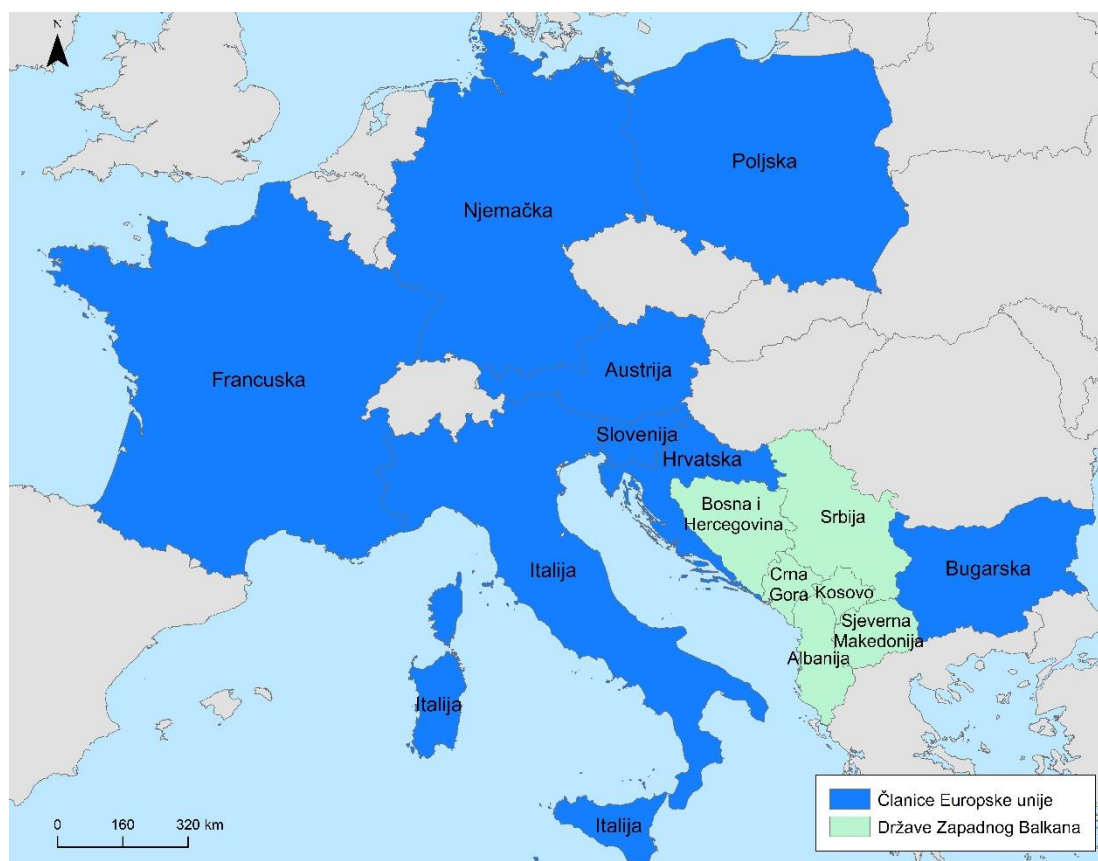 N
Poljska
Njemačka
Francuska
Austrija
Slovenija
Hrvatska
Bosna i
Hercegovina
Srbija
Italija
Crna
Gora
Kosovo
Bugarska
Sjeverna
Makedonija
Albanija
Italija
Italija
Članice Europske unije
Države Zapadnog Balkana
0 160 320 km